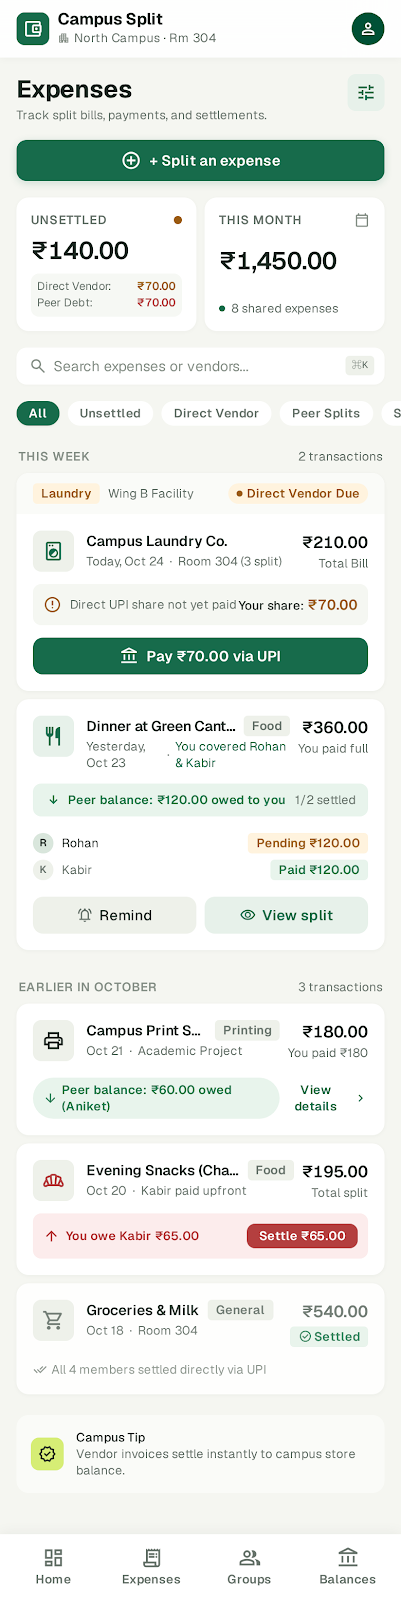 Campus Split
North Campus · Rm 304
Expenses
Track split bills, payments, and settlements.
+ Split an expense
UNSETTLED
₹140.00
Direct Vendor: ₹70.00
Peer Debt: ₹70.00
THIS MONTH
₹1,450.00
8 shared expenses
Search expenses or vendors...
⌘K
All Unsettled Direct Vendor Peer Splits S
THIS WEEK 2 transactions
Laundry Wing B Facility Direct Vendor Due
Campus Laundry Co. ₹210.00
Today, Oct 24 · Room 304 (3 split) Total Bill
Direct UPI share not yet paid Your share: ₹70.00
Pay ₹70.00 via UPI
Dinner at Green Cant... Food ₹360.00
Yesterday, Oct 23 · You covered Rohan & Kabir You paid full
Peer balance: ₹120.00 owed to you 1/2 settled
R Rohan Pending ₹120.00
K Kabir Paid ₹120.00
Remind View split
EARLIER IN OCTOBER 3 transactions
Campus Print S... Printing ₹180.00
Oct 21 · Academic Project You paid ₹180
Peer balance: ₹60.00 owed (Aniket) View details
Evening Snacks (Cha... Food ₹195.00
Oct 20 · Kabir paid upfront Total split
You owe Kabir ₹65.00 Settle ₹65.00
Groceries & Milk General ₹540.00
Oct 18 · Room 304 Settled
All 4 members settled directly via UPI
Campus Tip
Vendor invoices settle instantly to campus store
balance.
Home Expenses Groups Balances